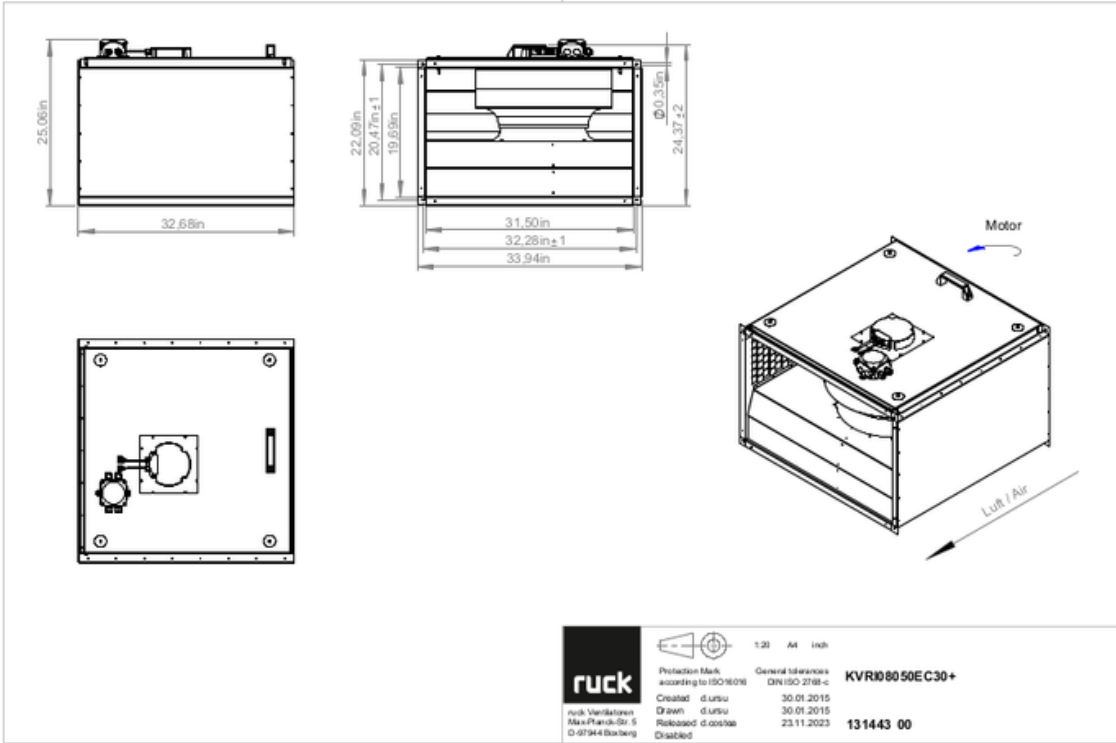 25,06in
32,68in
22,09in
20,47in±1
19,69in
Ø0,35in
24,37±2
31,50in
32,28in±1
33,94in
Motor
Luft / Air
ruck
ruck Ventilatoren
Max-Planck-Str. 5
D-97944 Boxberg
1:20 A4 inch
Protection Mark
according to ISO16016
General tolerances
DIN ISO 2768-c
Created d.ursu 30.01.2015
Drawn d.ursu 30.01.2015
Released d.costea 23.11.2023
Disabled
KVRI08050EC30+
131443 00